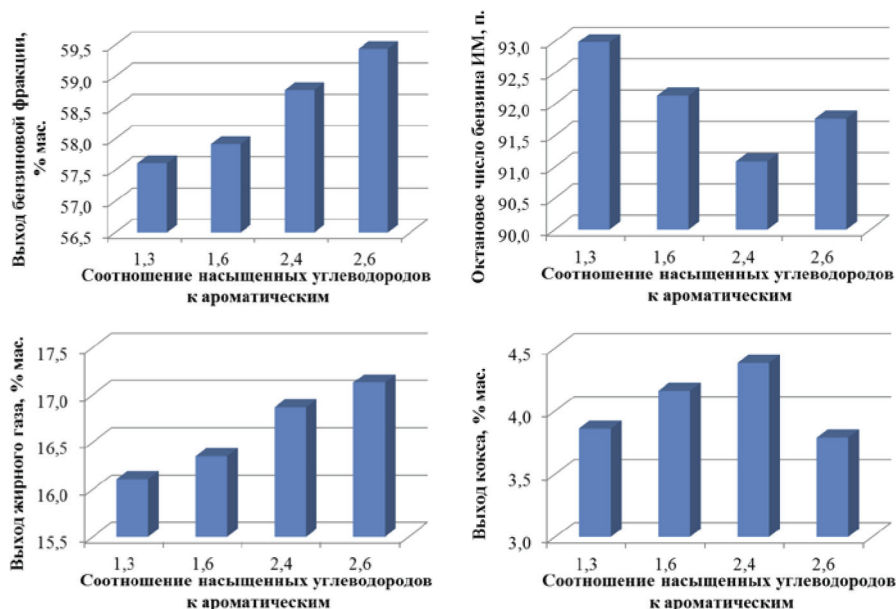 Выход бензиновой фракции,
% мас.
59,5
59,0
58,5
58,0
57,5
57,0
56,5
1,3 1,6 2,4 2,6
Соотношение насыщенных углеводородов
к ароматическим
Октановое число бензина ИМ, п.
93,0
92,5
92,0
91,5
91,0
90,5
90,0
1,3 1,6 2,4 2,6
Соотношение насыщенных углеводородов
к ароматическим
Выход жирного газа, % мас.
17,5
17,0
16,5
16,0
15,5
1,3 1,6 2,4 2,6
Соотношение насыщенных углеводородов
к ароматическим
Выход кокса, % мас.
4,5
4,0
3,5
3,0
1,3 1,6 2,4 2,6
Соотношение насыщенных углеводородов
к ароматическим